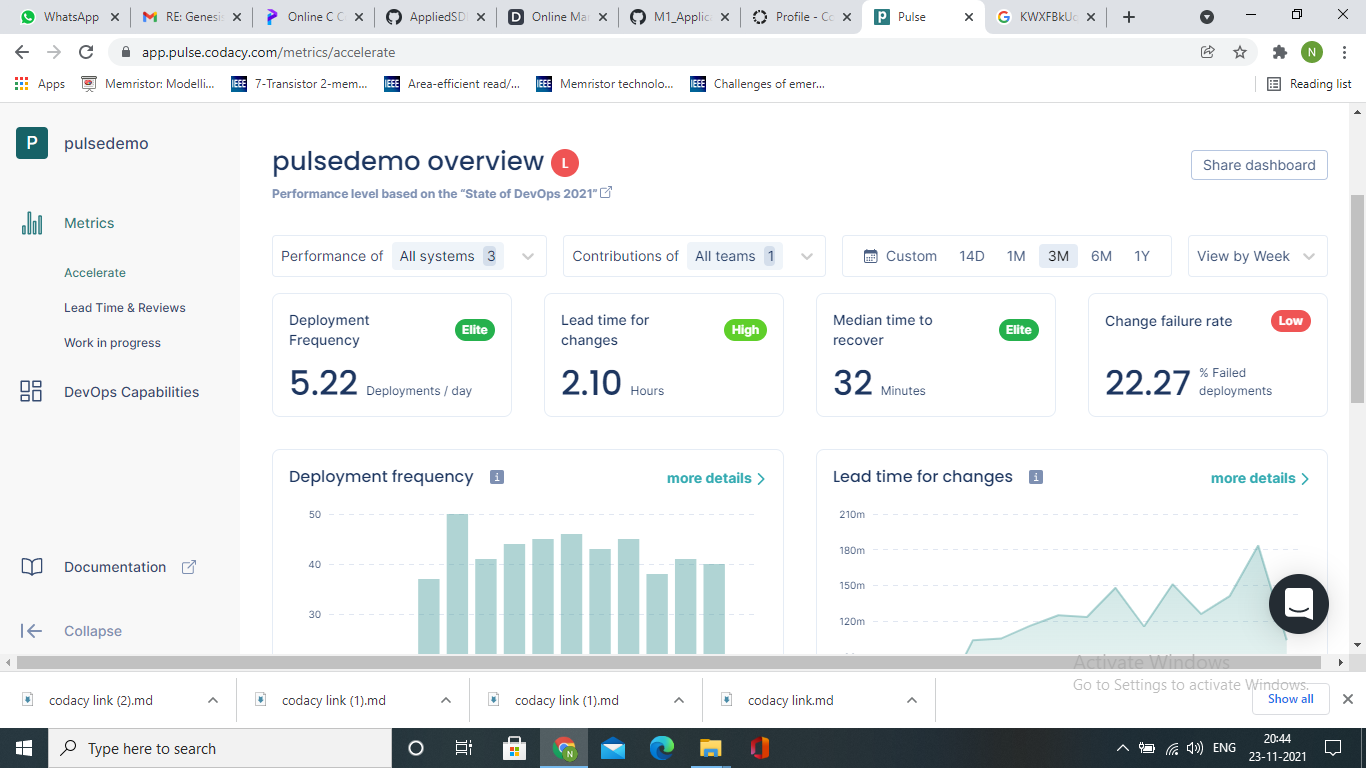 WhatsApp
RE: Genesi
Online C C
AppliedSD
Online Ma
M1_Applic
Profile - Co
Pulse
KWXFBkUc
app.pulse.codacy.com/metrics/accelerate
N
Apps
Memristor: Modelli...
IEEE 7-Transistor 2-mem...
IEEE Area-efficient read/...
IEEE Memristor technolo...
IEEE Challenges of emer...
Reading list
P pulsedemo
Metrics
Accelerate
Lead Time & Reviews
Work in progress
DevOps Capabilities
Documentation
Collapse
pulsedemo overview L
Share dashboard
Performance level based on the "State of DevOps 2021"
Performance of All systems 3
Contributions of All teams 1
Custom 14D 1M 3M 6M 1Y
View by Week
Deployment
Frequency
Elite
5.22 Deployments / day
Lead time for
changes
High
2.10 Hours
Median time to
recover
Elite
32 Minutes
Change failure rate
Low
22.27 % Failed
deployments
Deployment frequency i
more details
50
40
30
Lead time for changes i
more details
210m
180m
150m
120m
Activate Windows
Go to Settings to activate Windows.
codacy link (2).md
codacy link (1).md
codacy link (1).md
codacy link.md
Show all
Type here to search
N
ENG
20:44
23-11-2021